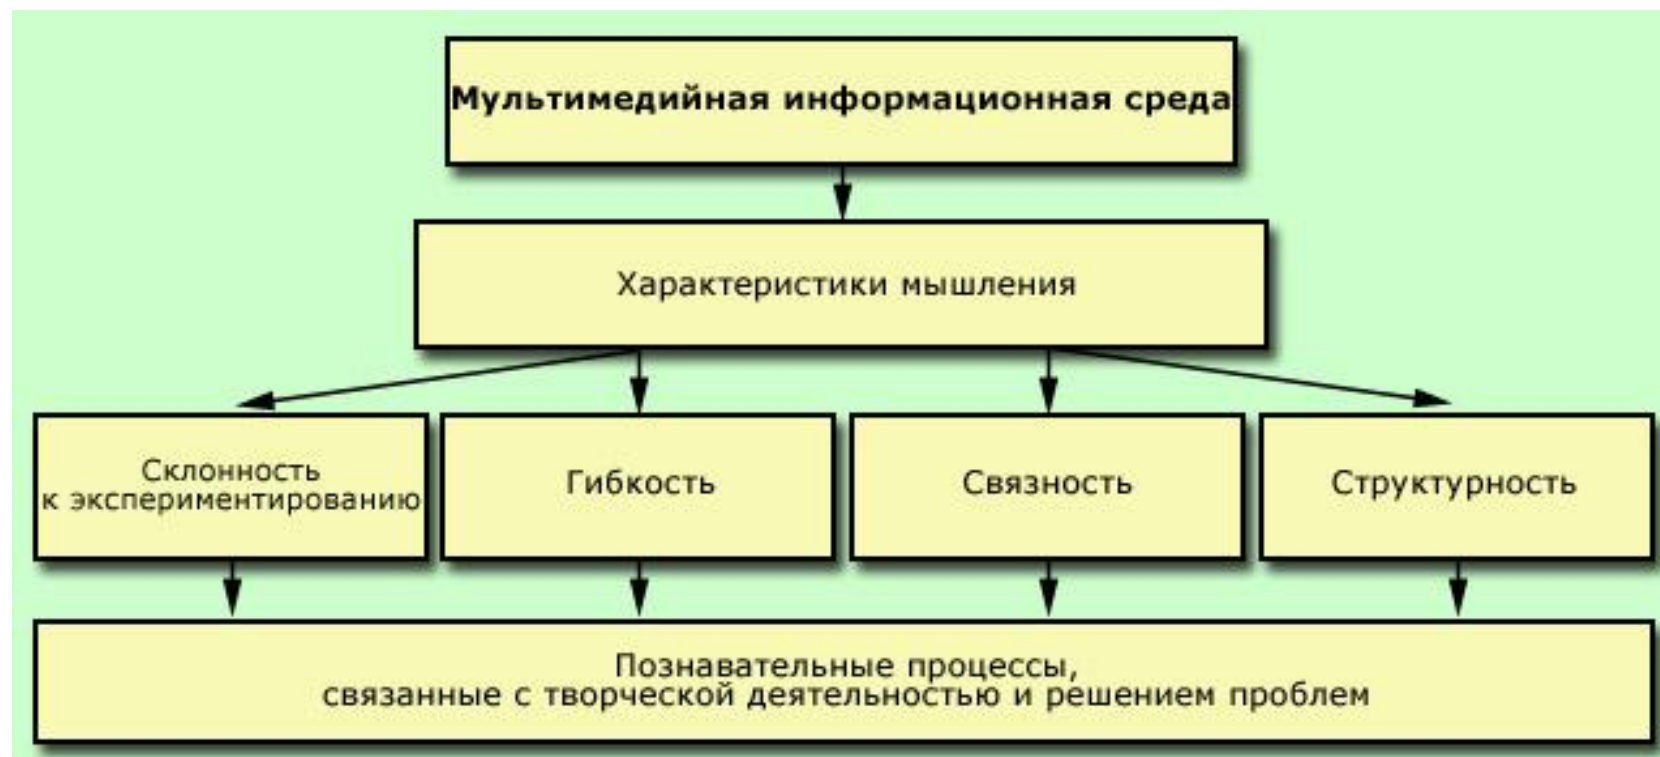 Мультимедийная информационная среда
Характеристики мышления
Склонность
к экспериментированию
Гибкость
Связность
Структурность
Познавательные процессы,
связанные с творческой деятельностью и решением проблем